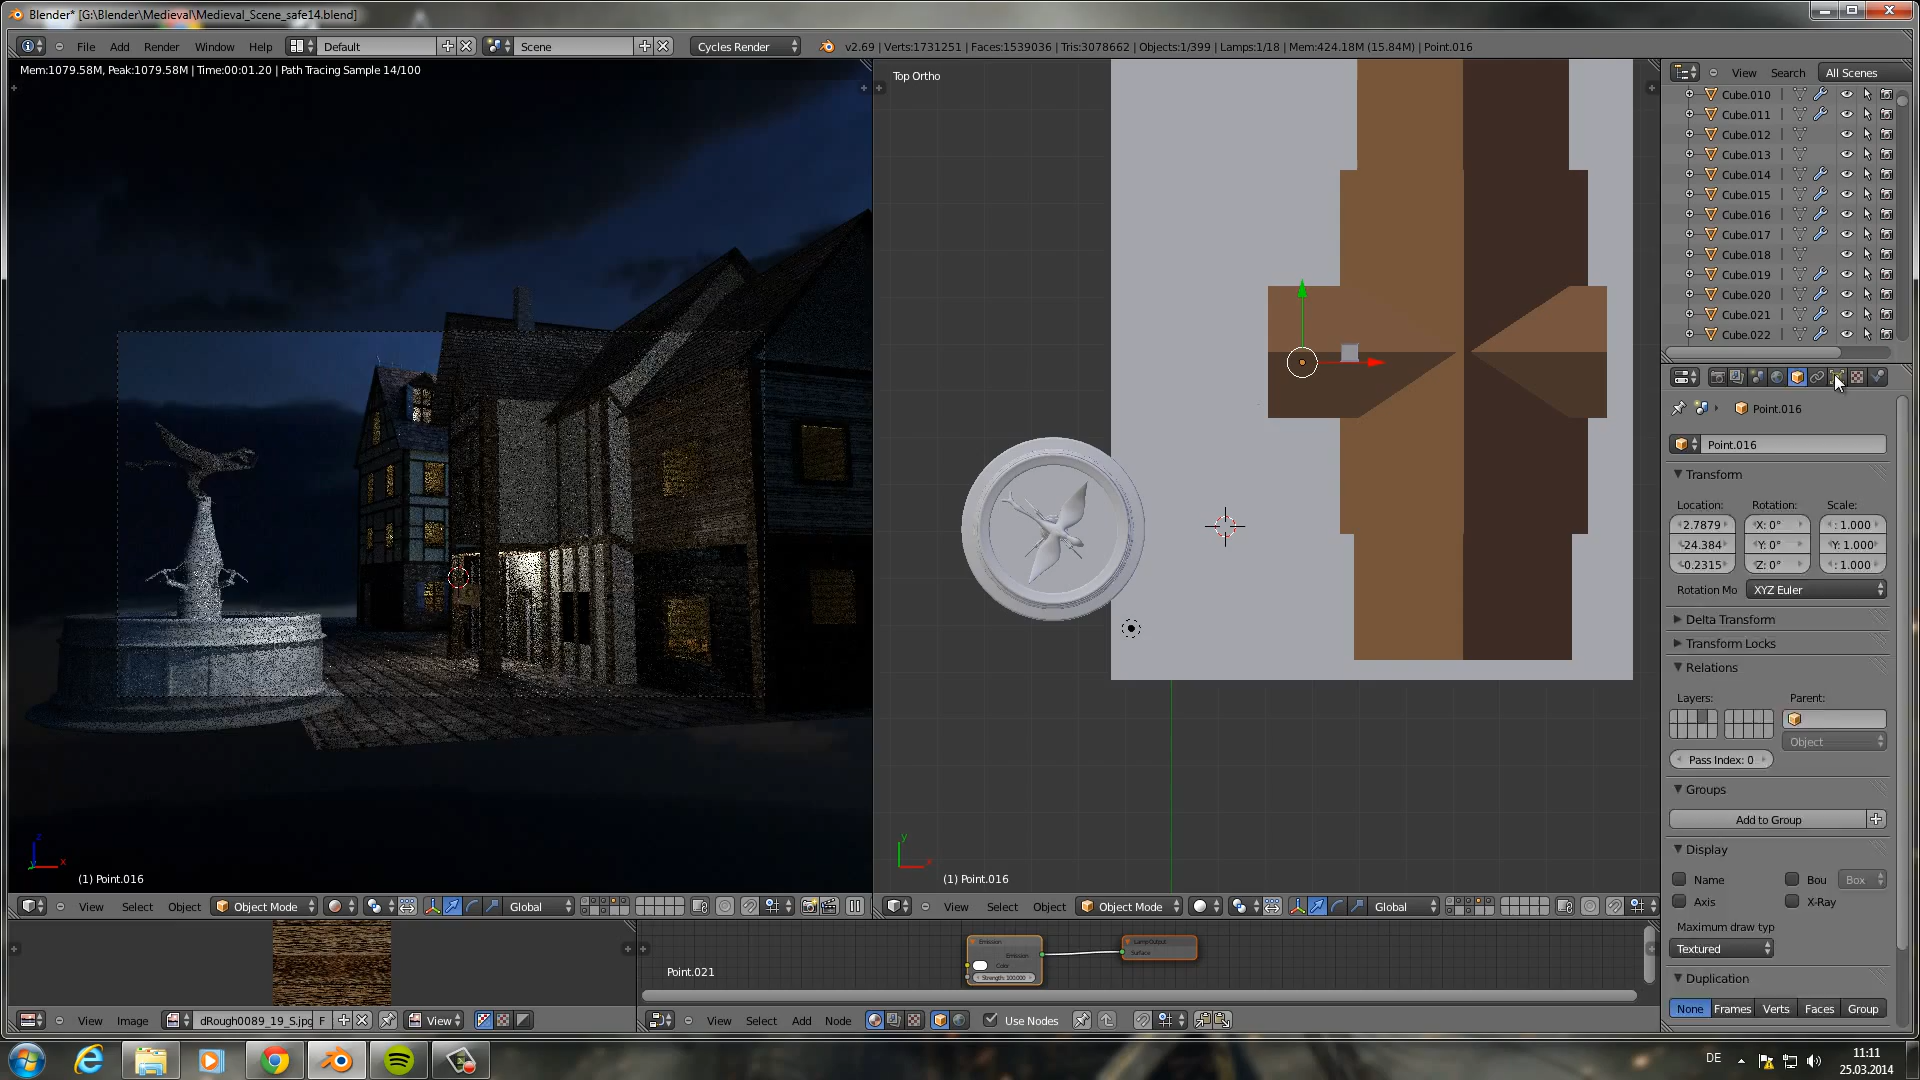 Blender* [G:\Blender\Medieval\Medieval_Scene_safe14.blend]
File Add Render Window Help Default Scene Cycles Render v2.69 | Verts:1731251 | Faces:1539036 | Tris:3078662 | Objects:1/399 | Lamps:1/18 | Mem:424.18M (15.84M) | Point.016
Mem:1079.58M, Peak:1079.58M | Time:00:01.20 | Path Tracing Sample 14/100
Top Ortho
View Search All Scenes
Cube.010
Cube.011
Cube.012
Cube.013
Cube.014
Cube.015
Cube.016
Cube.017
Cube.018
Cube.019
Cube.020
Cube.021
Cube.022
Point.016
Point.016
Transform
Location: Rotation: Scale:
2.7879 X: 0° : 1.000
-24.384 Y: 0° Y: 1.000
-0.2315 Z: 0° : 1.000
Rotation Mo XYZ Euler
Delta Transform
Transform Locks
Relations
Layers: Parent:
Object
Pass Index: 0
Groups
Add to Group
Display
Name Bou Box
Axis X-Ray
Maximum draw typ
Textured
Duplication
None Frames Verts Faces Group
z
x
y
(1) Point.016
y
x
(1) Point.016
View Select Object Object Mode Global
View Select Object Object Mode Global
Emission
Emission
Color
Strength: 100.000
Lamp Output
Surface
Point.021
View Image dRough0089_19_S.jpg F View
View Select Add Node Use Nodes
DE
11:11
25.03.2014